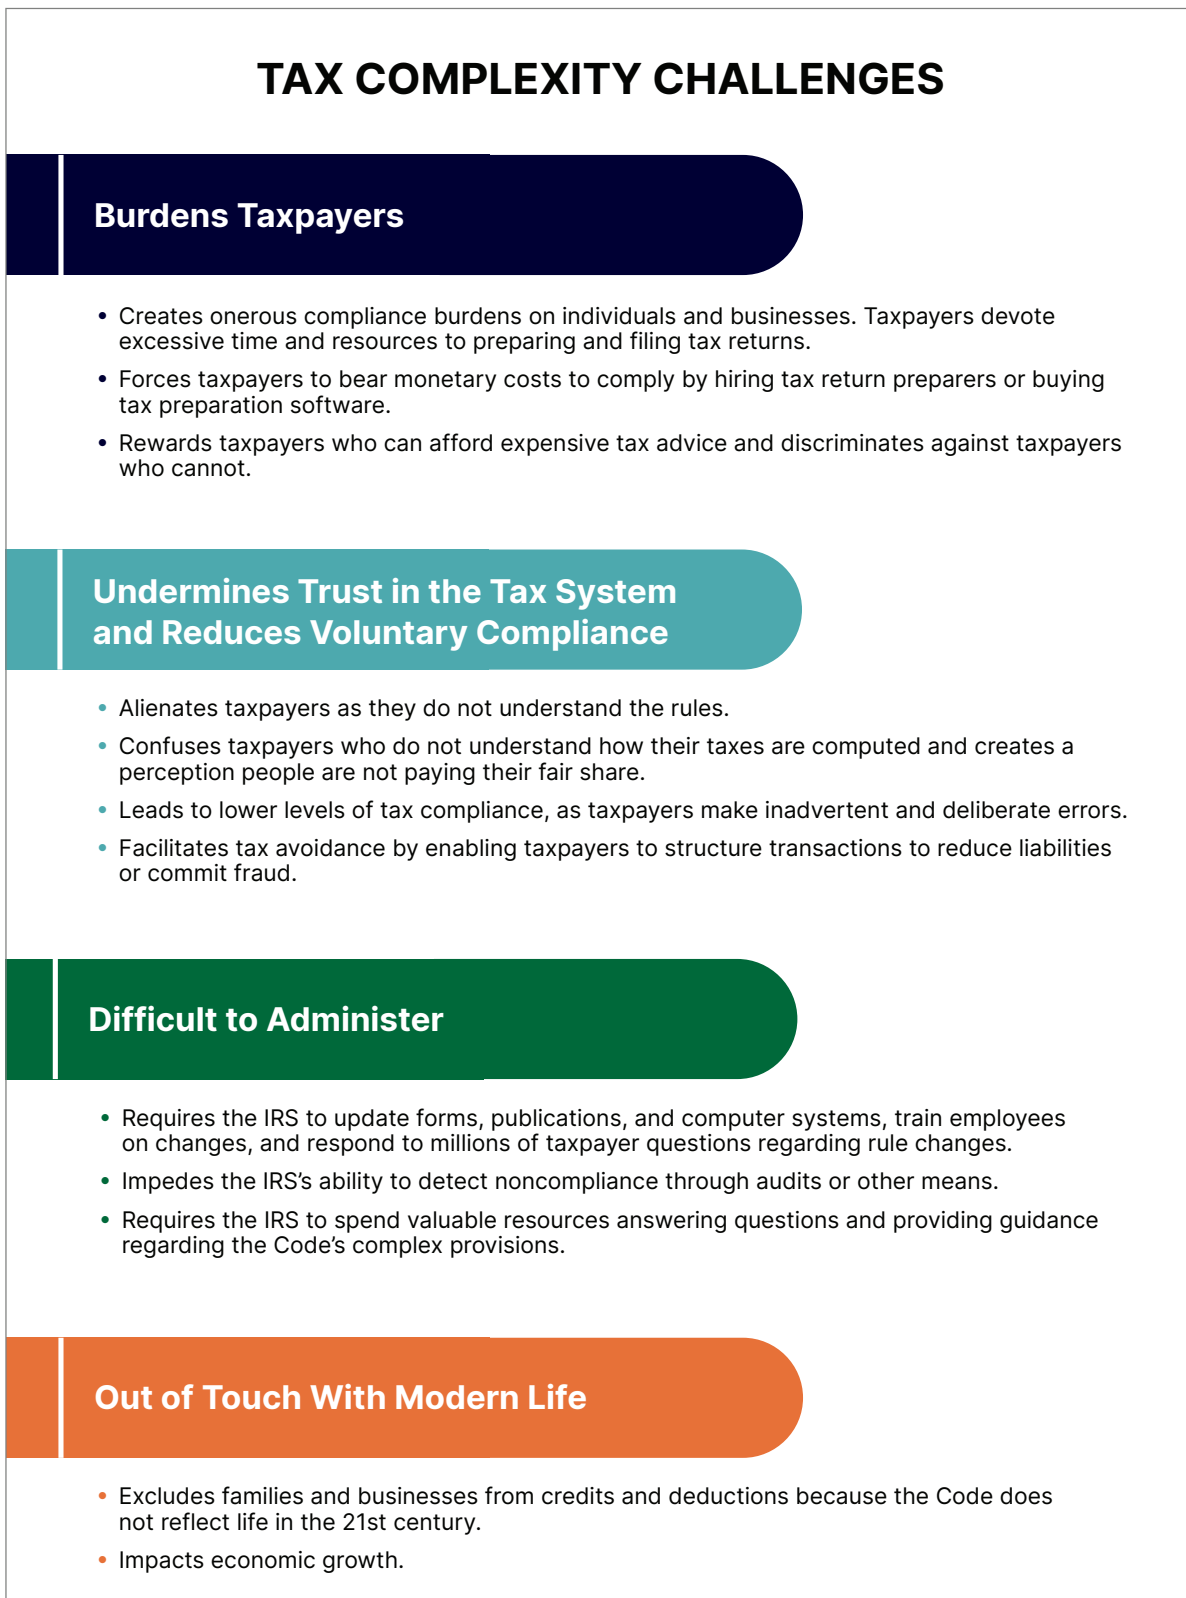 TAX COMPLEXITY CHALLENGES
Burdens Taxpayers
• Creates onerous compliance burdens on individuals and businesses. Taxpayers devote
excessive time and resources to preparing and filing tax returns.
• Forces taxpayers to bear monetary costs to comply by hiring tax return preparers or buying
tax preparation software.
• Rewards taxpayers who can afford expensive tax advice and discriminates against taxpayers
who cannot.
Undermines Trust in the Tax System
and Reduces Voluntary Compliance
• Alienates taxpayers as they do not understand the rules.
• Confuses taxpayers who do not understand how their taxes are computed and creates a
perception people are not paying their fair share.
• Leads to lower levels of tax compliance, as taxpayers make inadvertent and deliberate errors.
• Facilitates tax avoidance by enabling taxpayers to structure transactions to reduce liabilities
or commit fraud.
Difficult to Administer
• Requires the IRS to update forms, publications, and computer systems, train employees
on changes, and respond to millions of taxpayer questions regarding rule changes.
• Impedes the IRS’s ability to detect noncompliance through audits or other means.
• Requires the IRS to spend valuable resources answering questions and providing guidance
regarding the Code’s complex provisions.
Out of Touch With Modern Life
• Excludes families and businesses from credits and deductions because the Code does
not reflect life in the 21st century.
• Impacts economic growth.